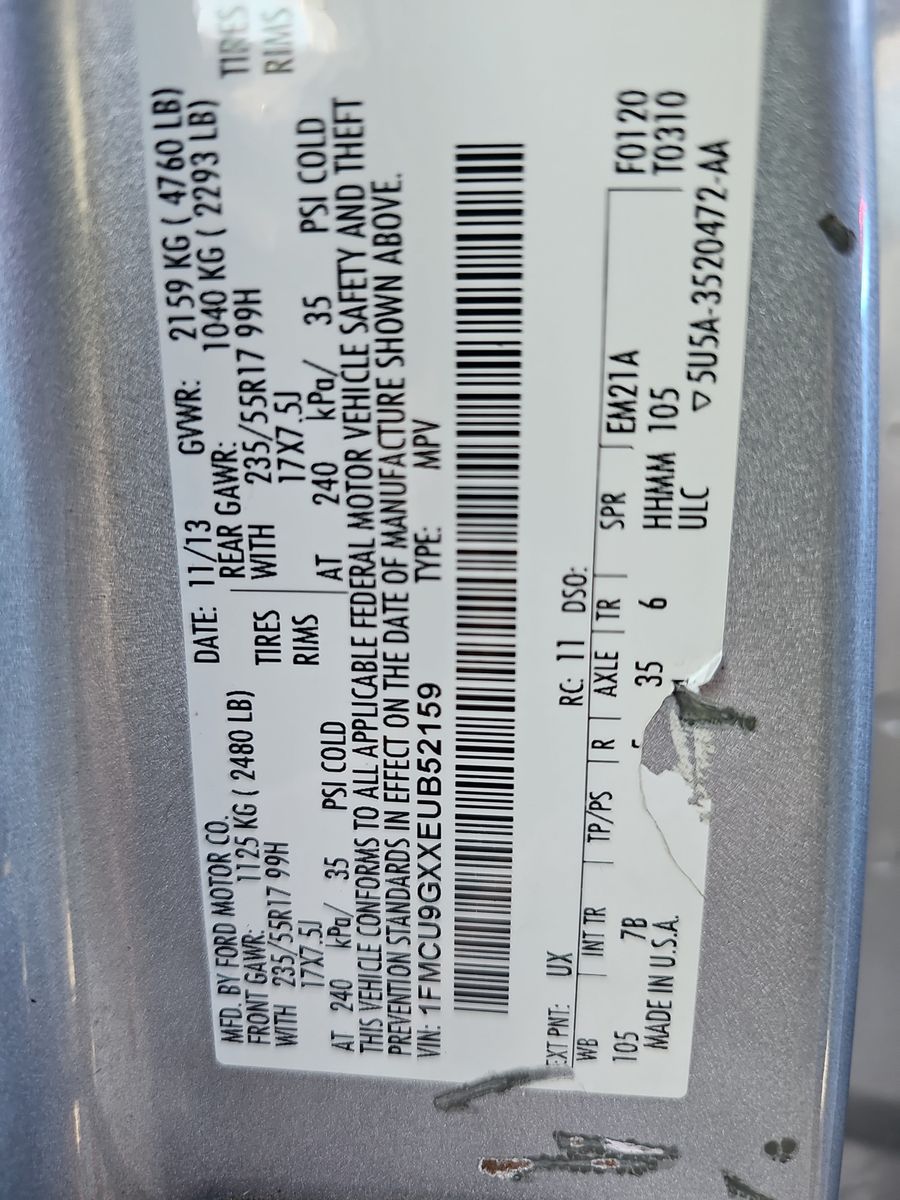 MFD. BY FORD MOTOR CO. DATE: 11/13 GVWR: 2159 KG ( 4760 LB)
FRONT GAWR: 1125 KG ( 2480 LB) REAR GAWR: 1040 KG ( 2293 LB)
WITH 235/55R17 99H TIRES WITH 235/55R17 99H TIRES
17X7.5J RIMS 17X7.5J RIMS
AT 240 kPa/ 35 PSI COLD AT 240 kPa/ 35 PSI COLD
THIS VEHICLE CONFORMS TO ALL APPLICABLE FEDERAL MOTOR VEHICLE SAFETY AND THEFT
PREVENTION STANDARDS IN EFFECT ON THE DATE OF MANUFACTURE SHOWN ABOVE.
VIN: 1FMCU9GXXEUB52159 TYPE: MPV
EXT PNT: UX RC: 11 DSO: F0120
WB INT TR TP/PS R AXLE TR SPR EM21A T0310
105 7B 35 6 HHMM 105
MADE IN U.S.A. ULC ▽5U5A-3520472-AA